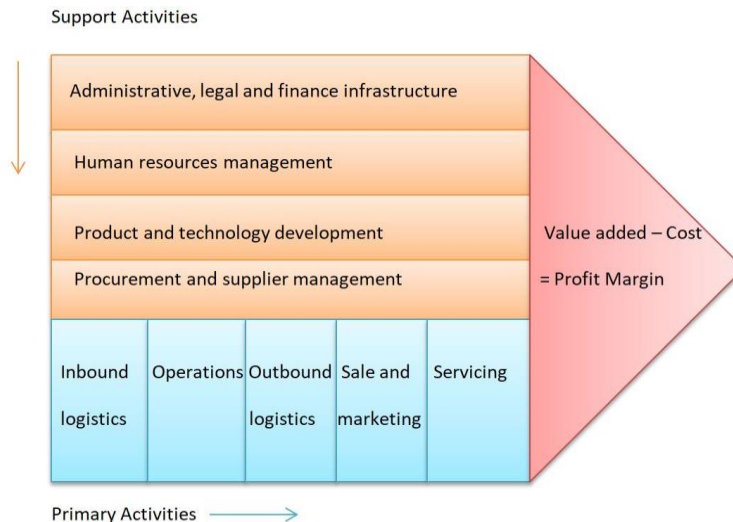 Support Activities
Administrative, legal and finance infrastructure
Human resources management
Product and technology development
Procurement and supplier management
Value added – Cost
= Profit Margin
Inbound
logistics
Operations
Outbound
logistics
Sale and
marketing
Servicing
Primary Activities